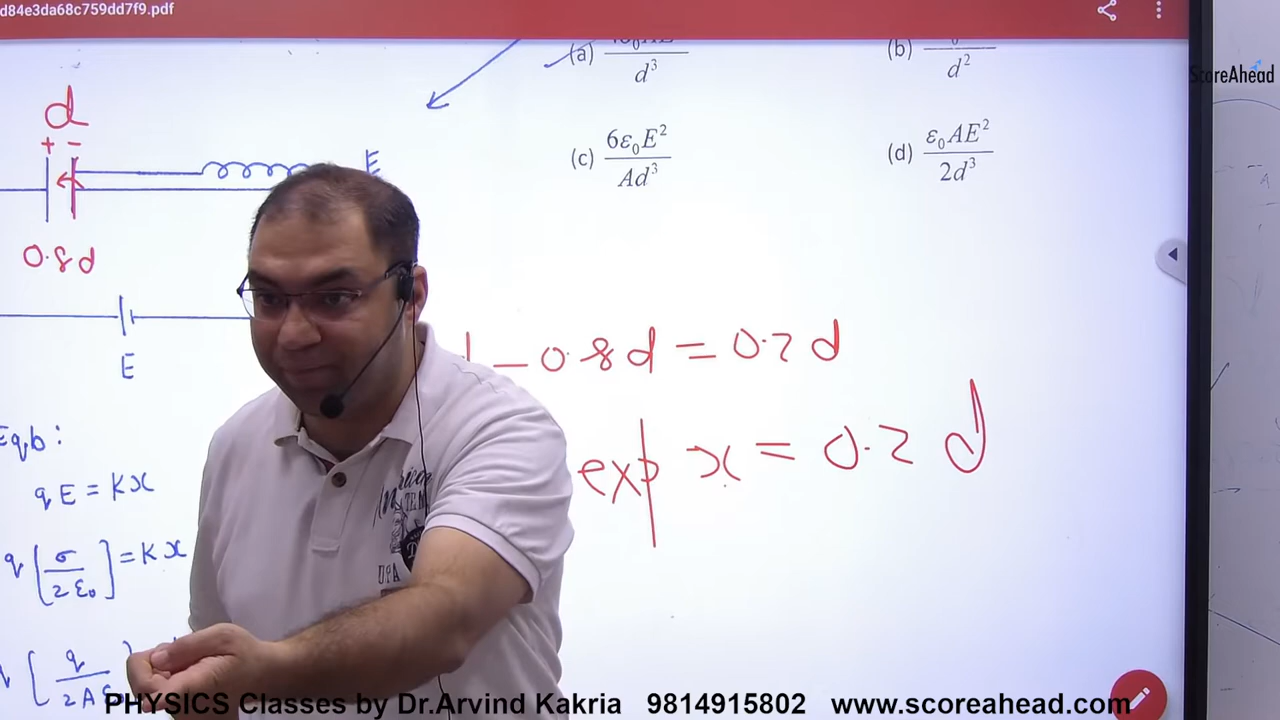 d84e3da68c759dd7f9.pdf
ScoreAhead
(a)
d³
(b)
d²
(c) 6ε₀E² / Ad³
(d) ε₀AE² / 2d³
d
+ -
E
0.8d
E
- 0.8d = 0.2d
exp x = 0.2 d
Eqb :
qE = Kx
q [σ / 2ε₀] = Kx
[q / 2A
PHYSICS Classes by Dr.Arvind Kakria 9814915802 www.scoreahead.com